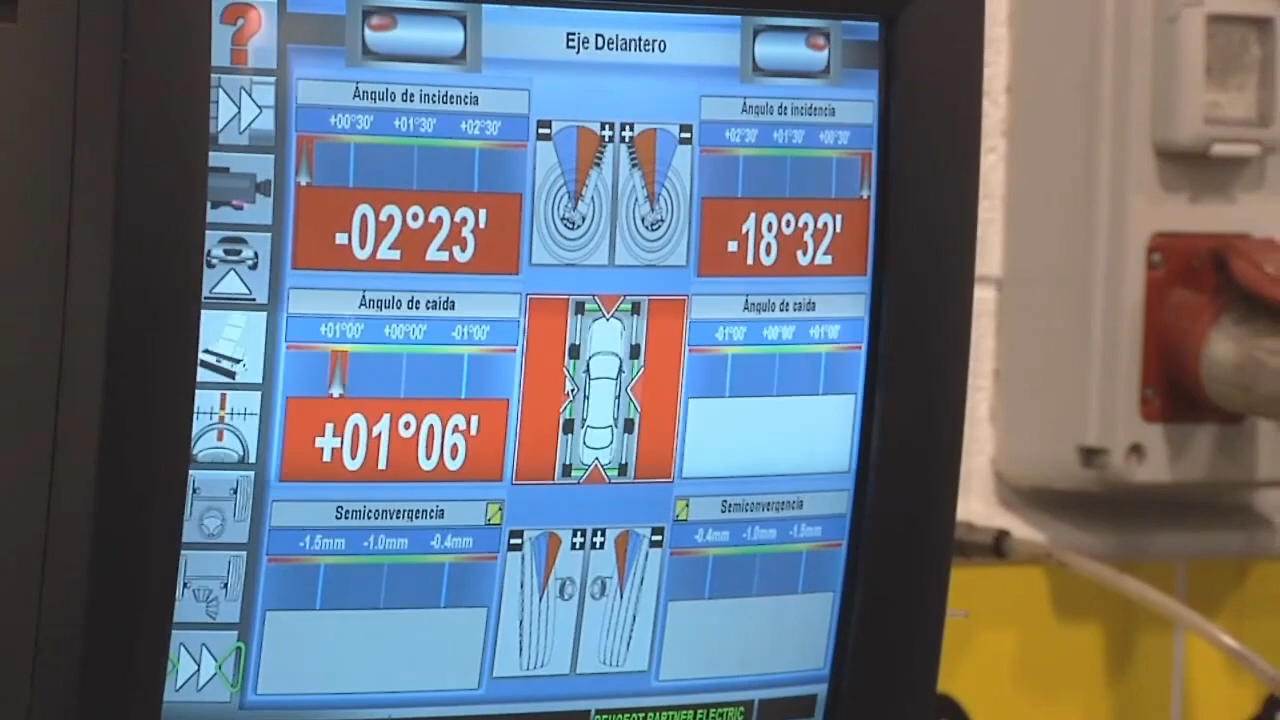 Eje Delantero
Ángulo de incidencia
+00°30' +01°30' +02°30'
-02°23'
Ángulo de incidencia
+02°30' +01°30' +00°30'
-18°32'
Ángulo de caída
+01°00' +00°00' -01°00'
+01°06'
Ángulo de caída
-01°00' +00°00' +01°00'
Semiconvergencia
-1.5mm -1.0mm -0.4mm
Semiconvergencia
-0.4mm -1.0mm -1.5mm
PEUGEOT PARTNER ELECTRIC